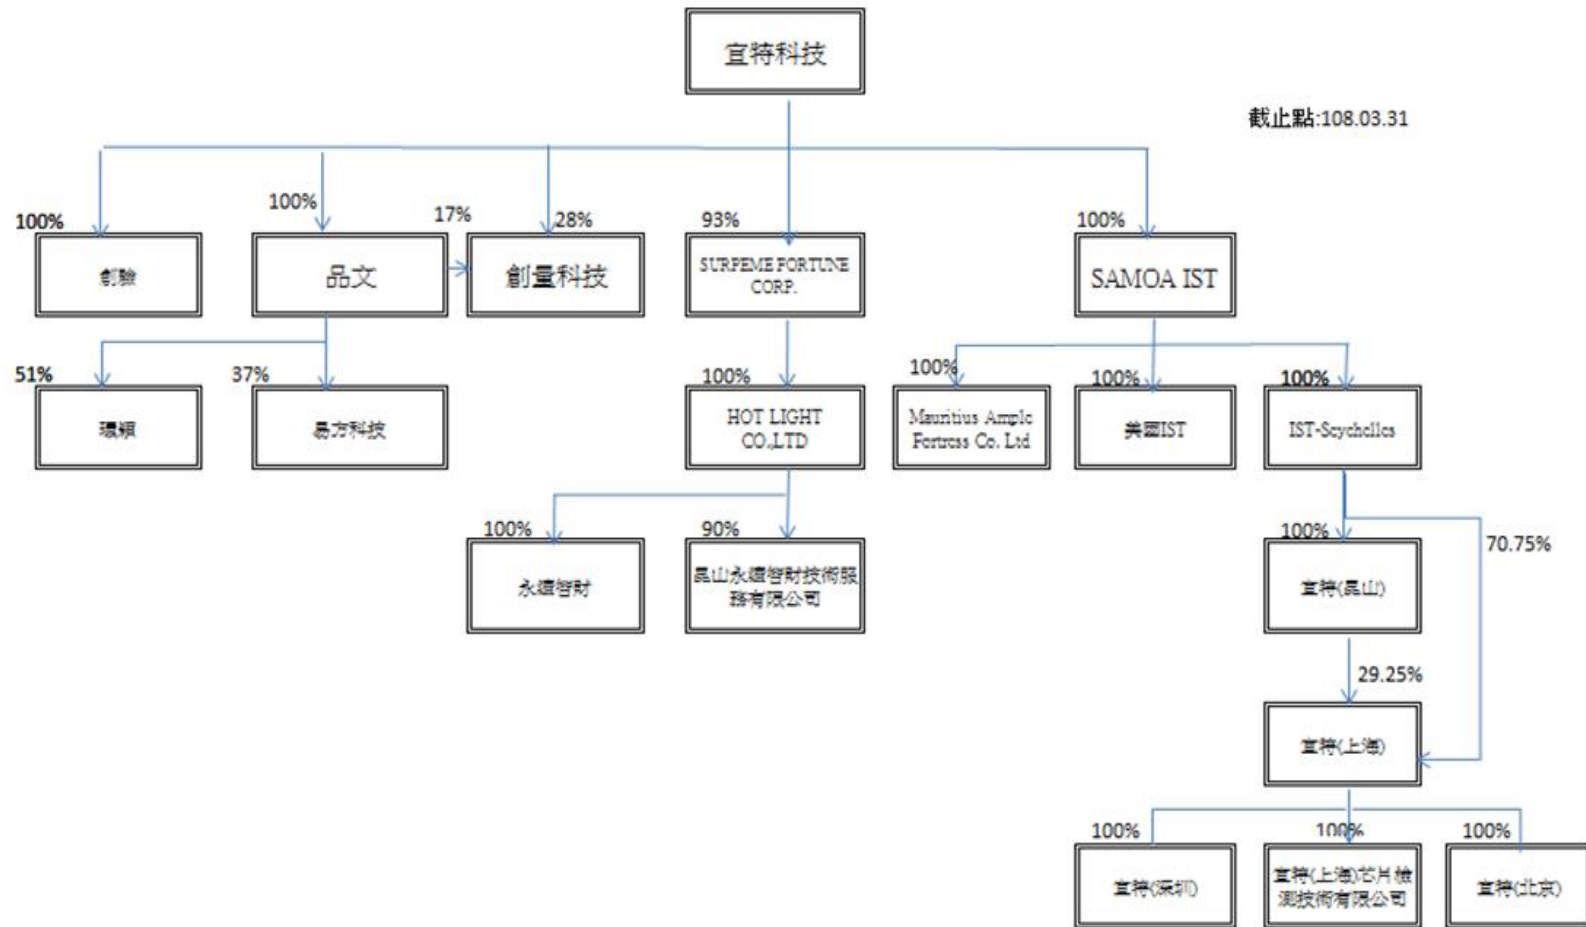 宜特科技
截止點:108.03.31
100%
創驗
100%
品文
17%
28%
創量科技
93%
SURPEME FORTUNE
CORP.
100%
SAMOA IST
51%
環穎
37%
易方科技
100%
HOT LIGHT
CO.,LTD
100%
Mauritius Ample
Fortress Co. Ltd
100%
美國IST
100%
IST-Seychelles
100%
永續智財
90%
昆山永續智財技術服
務有限公司
100%
宜特(昆山)
70.75%
29.25%
宜特(上海)
100%
宜特(深圳)
100%
宜特(上海)芯片檢
測技術有限公司
100%
宜特(北京)